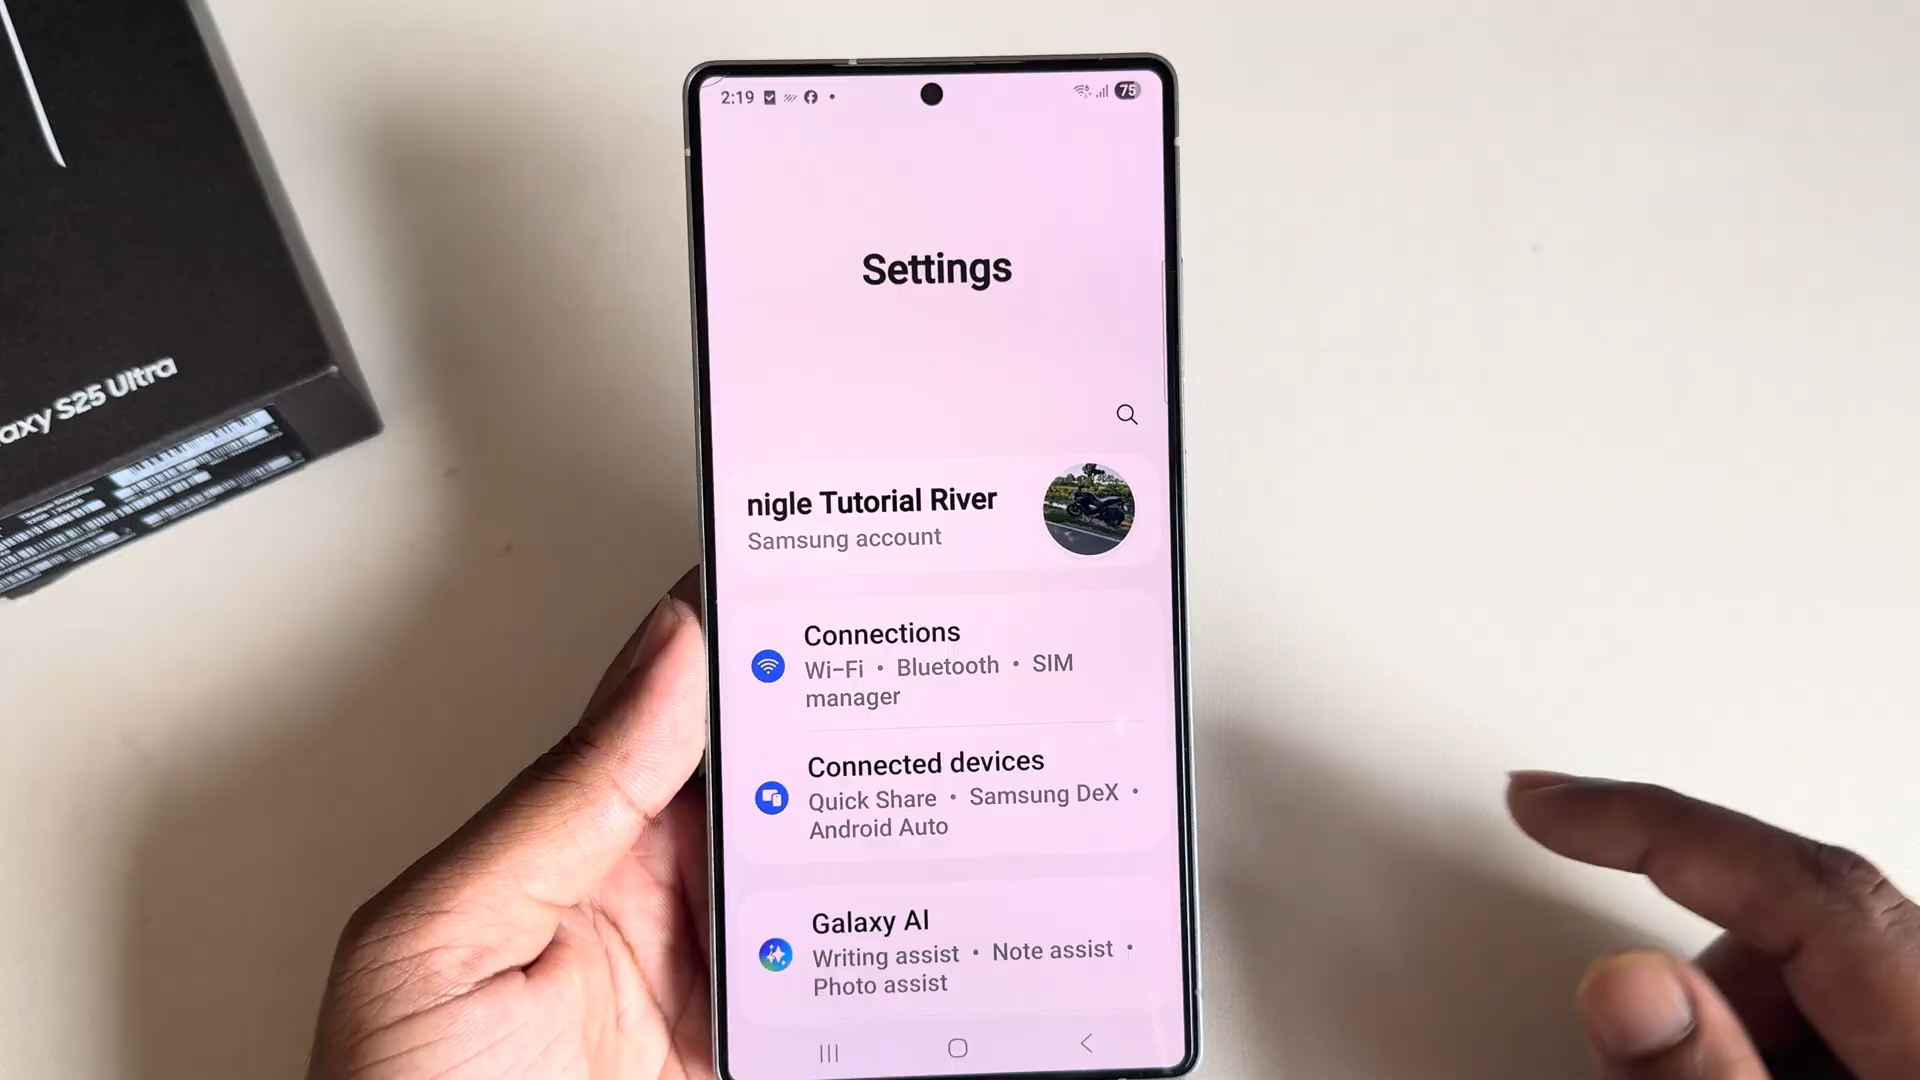 2:19
75
Settings
nigle Tutorial River
Samsung account
Connections
Wi-Fi • Bluetooth • SIM
manager
Connected devices
Quick Share • Samsung DeX •
Android Auto
Galaxy AI
Writing assist • Note assist •
Photo assist
axy S25 Ultra